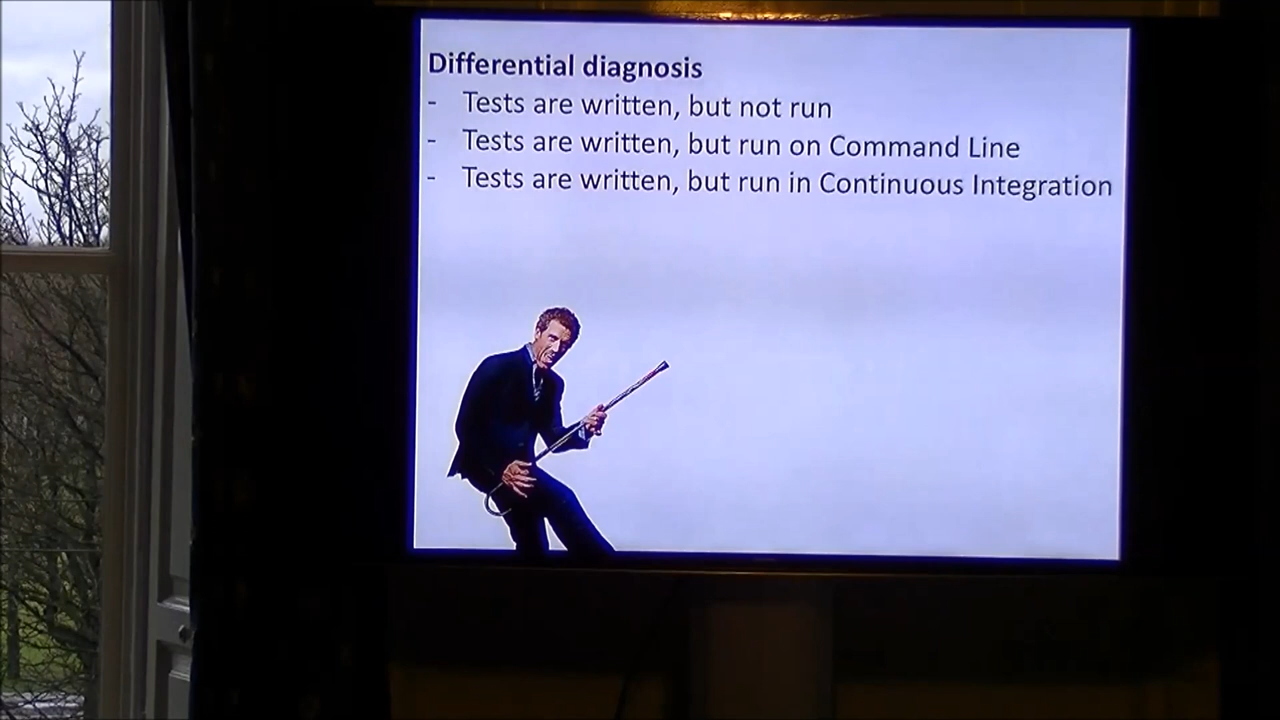 Differential diagnosis
- Tests are written, but not run
- Tests are written, but run on Command Line
- Tests are written, but run in Continuous Integration